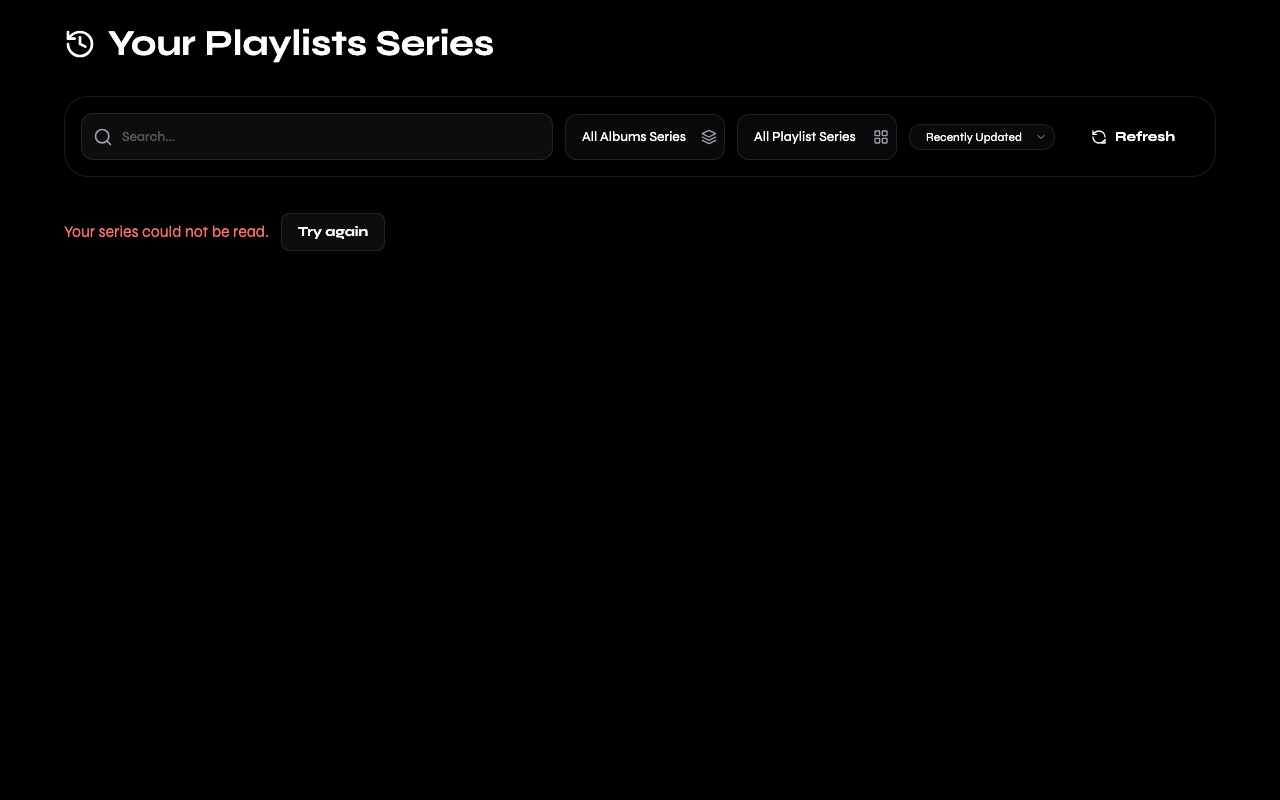 Your Playlists Series
Search...
All Albums Series
All Playlist Series
Recently Updated
Refresh
Your series could not be read.
Try again